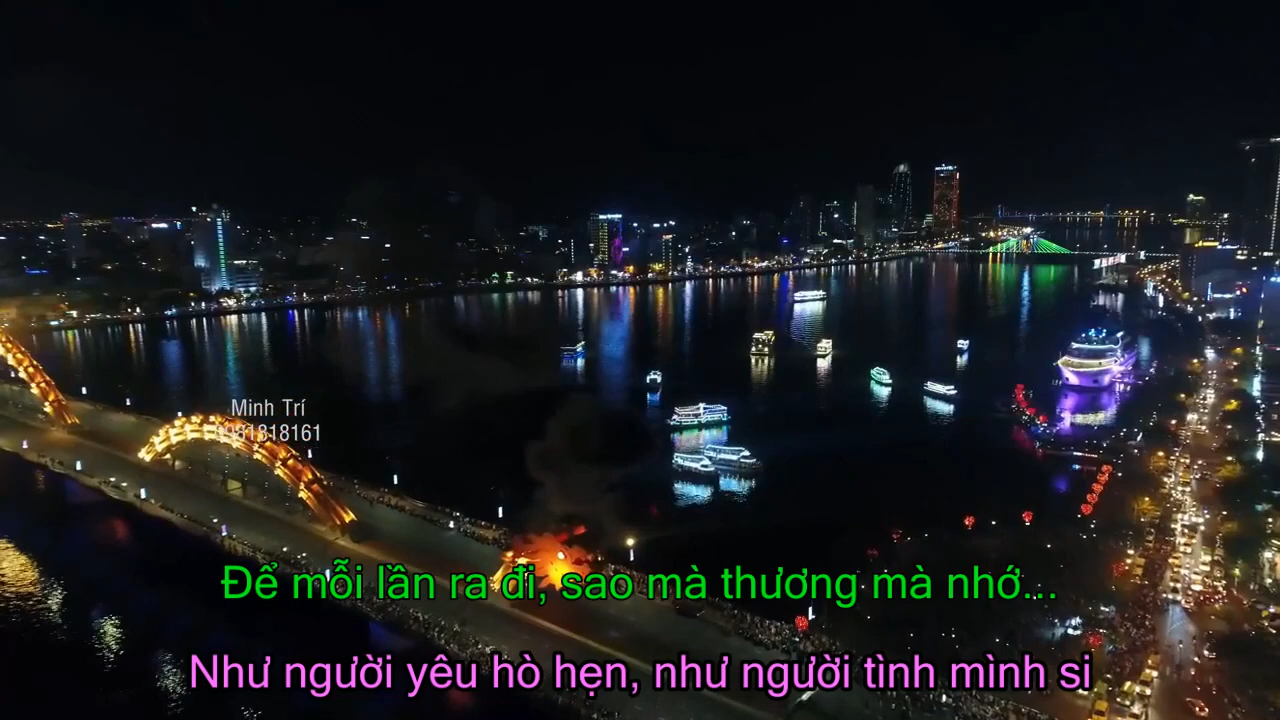 Minh Trí
0981818161
Để mỗi lần ra đi, sao mà thương mà nhớ...
Như người yêu hò hẹn, như người tình mình si